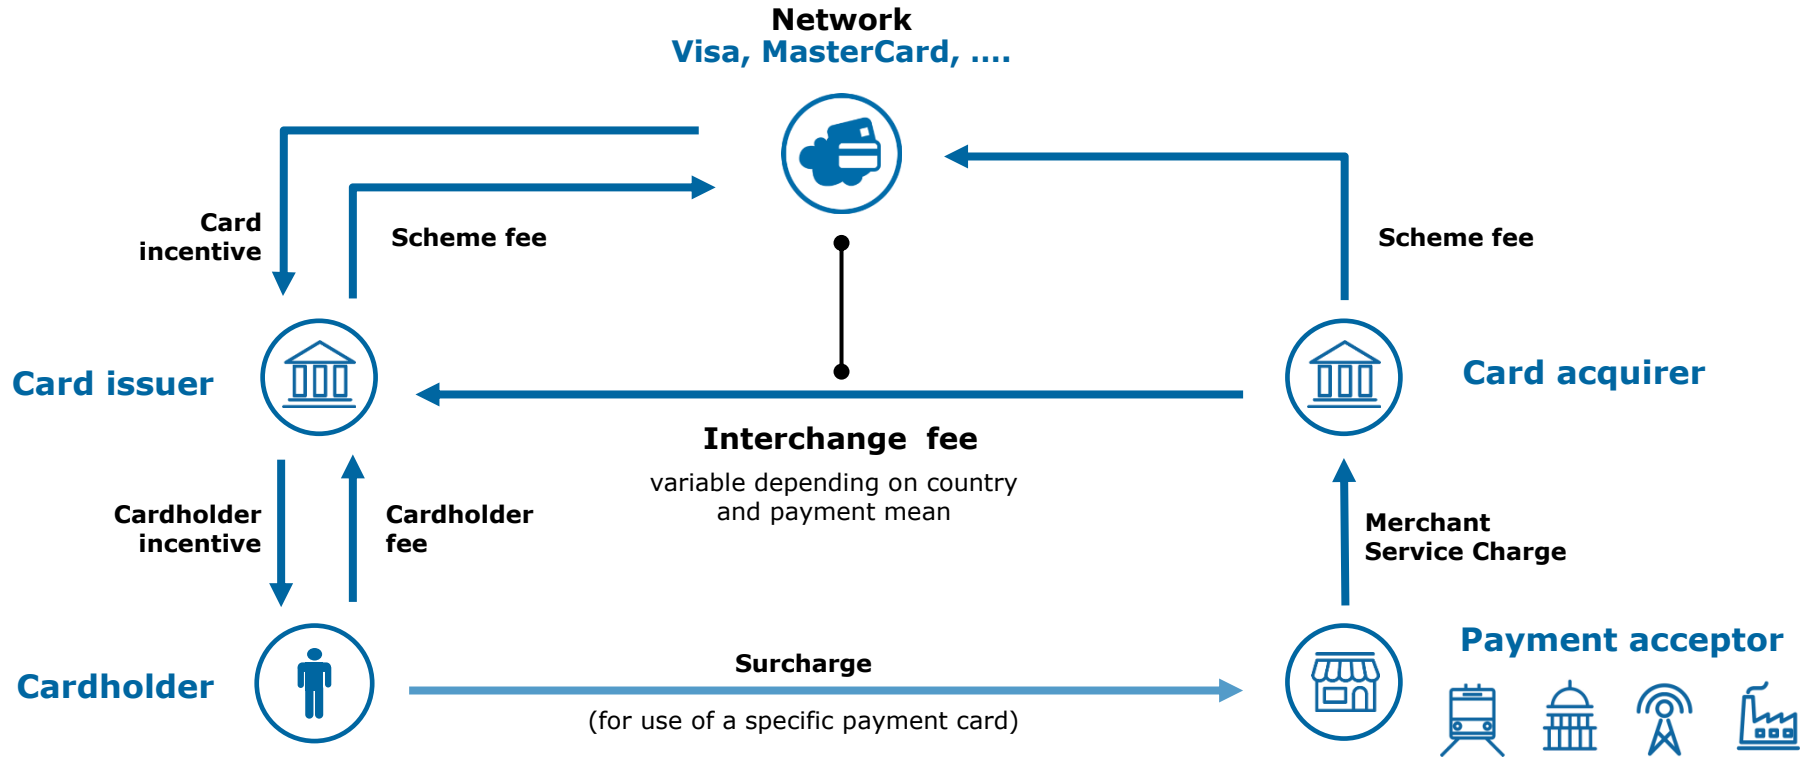 Network
Visa, MasterCard, ....
Card
incentive
Scheme fee
Scheme fee
Card issuer
Card acquirer
Interchange fee
variable depending on country
and payment mean
Cardholder
incentive
Cardholder
fee
Merchant
Service Charge
Cardholder
Surcharge
(for use of a specific payment card)
Payment acceptor